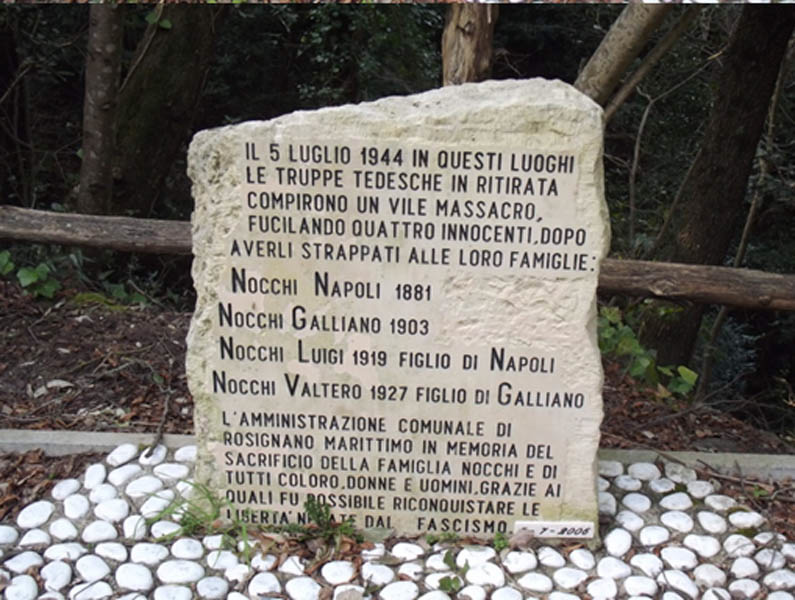 IL 5 LUGLIO 1944 IN QUESTI LUOGHI
LE TRUPPE TEDESCHE IN RITIRATA
COMPIRONO UN VILE MASSACRO,
FUCILANDO QUATTRO INNOCENTI, DOPO
AVERLI STRAPPATI ALLE LORO FAMIGLIE:
NOCCHI NAPOLI 1881
NOCCHI GALLIANO 1903
NOCCHI LUIGI 1919 FIGLIO DI NAPOLI
NOCCHI VALTERO 1927 FIGLIO DI GALLIANO
L'AMMINISTRAZIONE COMUNALE DI
ROSIGNANO MARITTIMO IN MEMORIA DEL
SACRIFICIO DELLA FAMIGLIA NOCCHI E DI
TUTTI COLORO, DONNE E UOMINI, GRAZIE AI
QUALI FU POSSIBILE RICONQUISTARE LE
LIBERTA' NEGATE DAL FASCISMO.